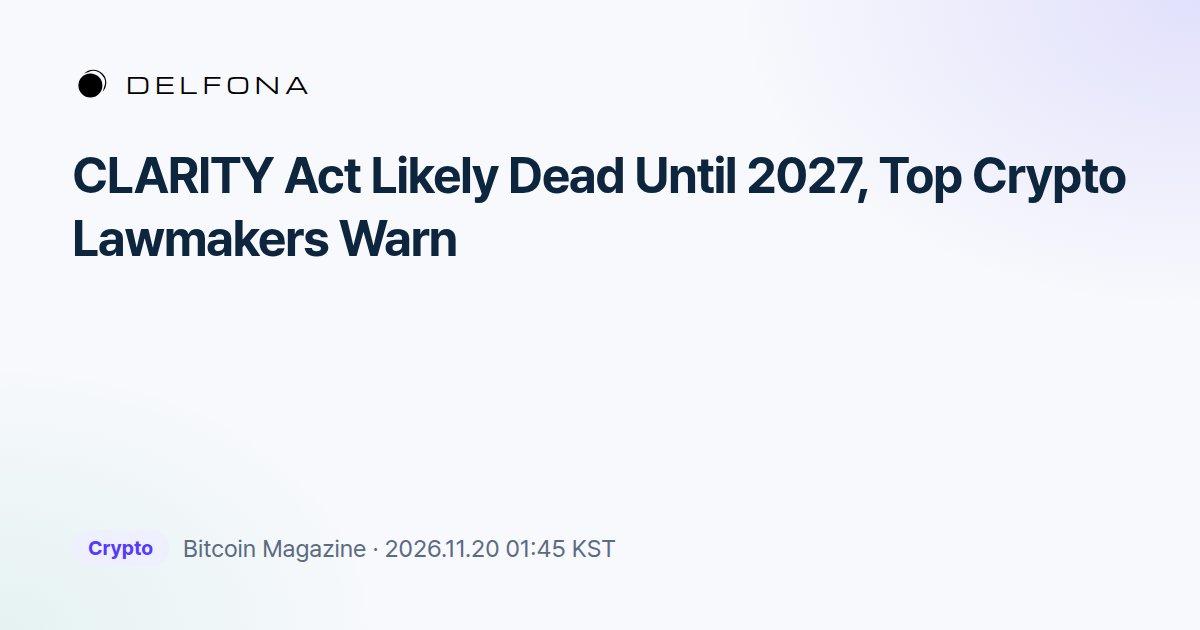 DELFONA
CLARITY Act Likely Dead Until 2027, Top Crypto
Lawmakers Warn
Crypto Bitcoin Magazine · 2026.11.20 01:45 KST